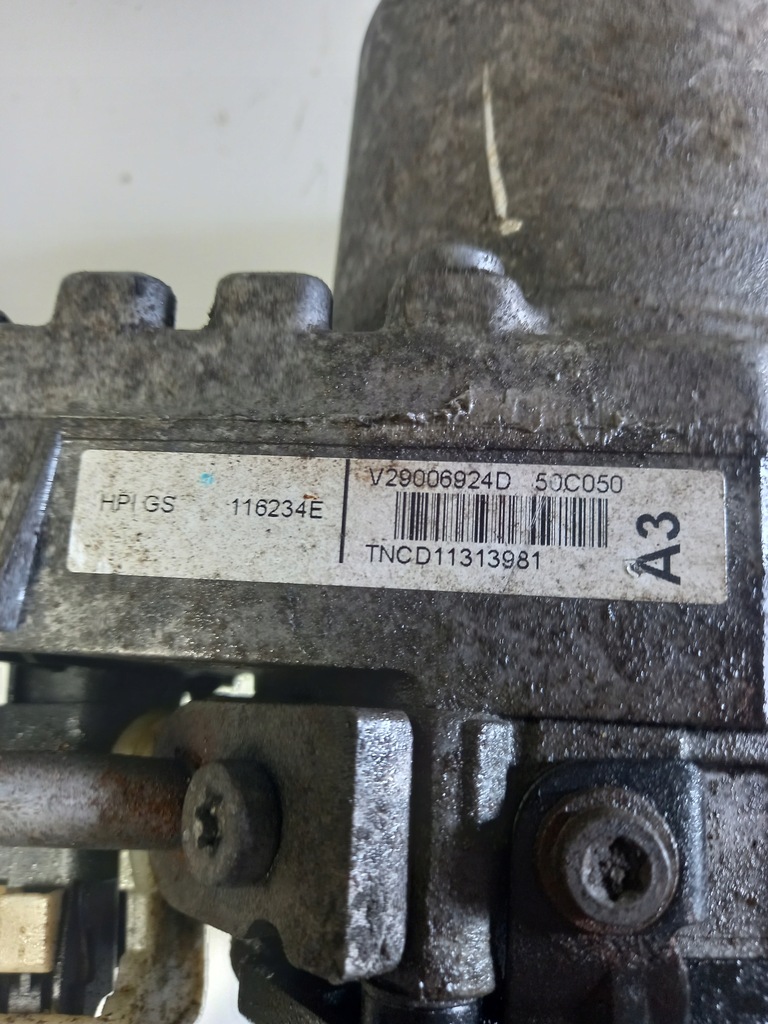 HPI GS 116234E
V29006924D 50C050
TNCD11313981
A3